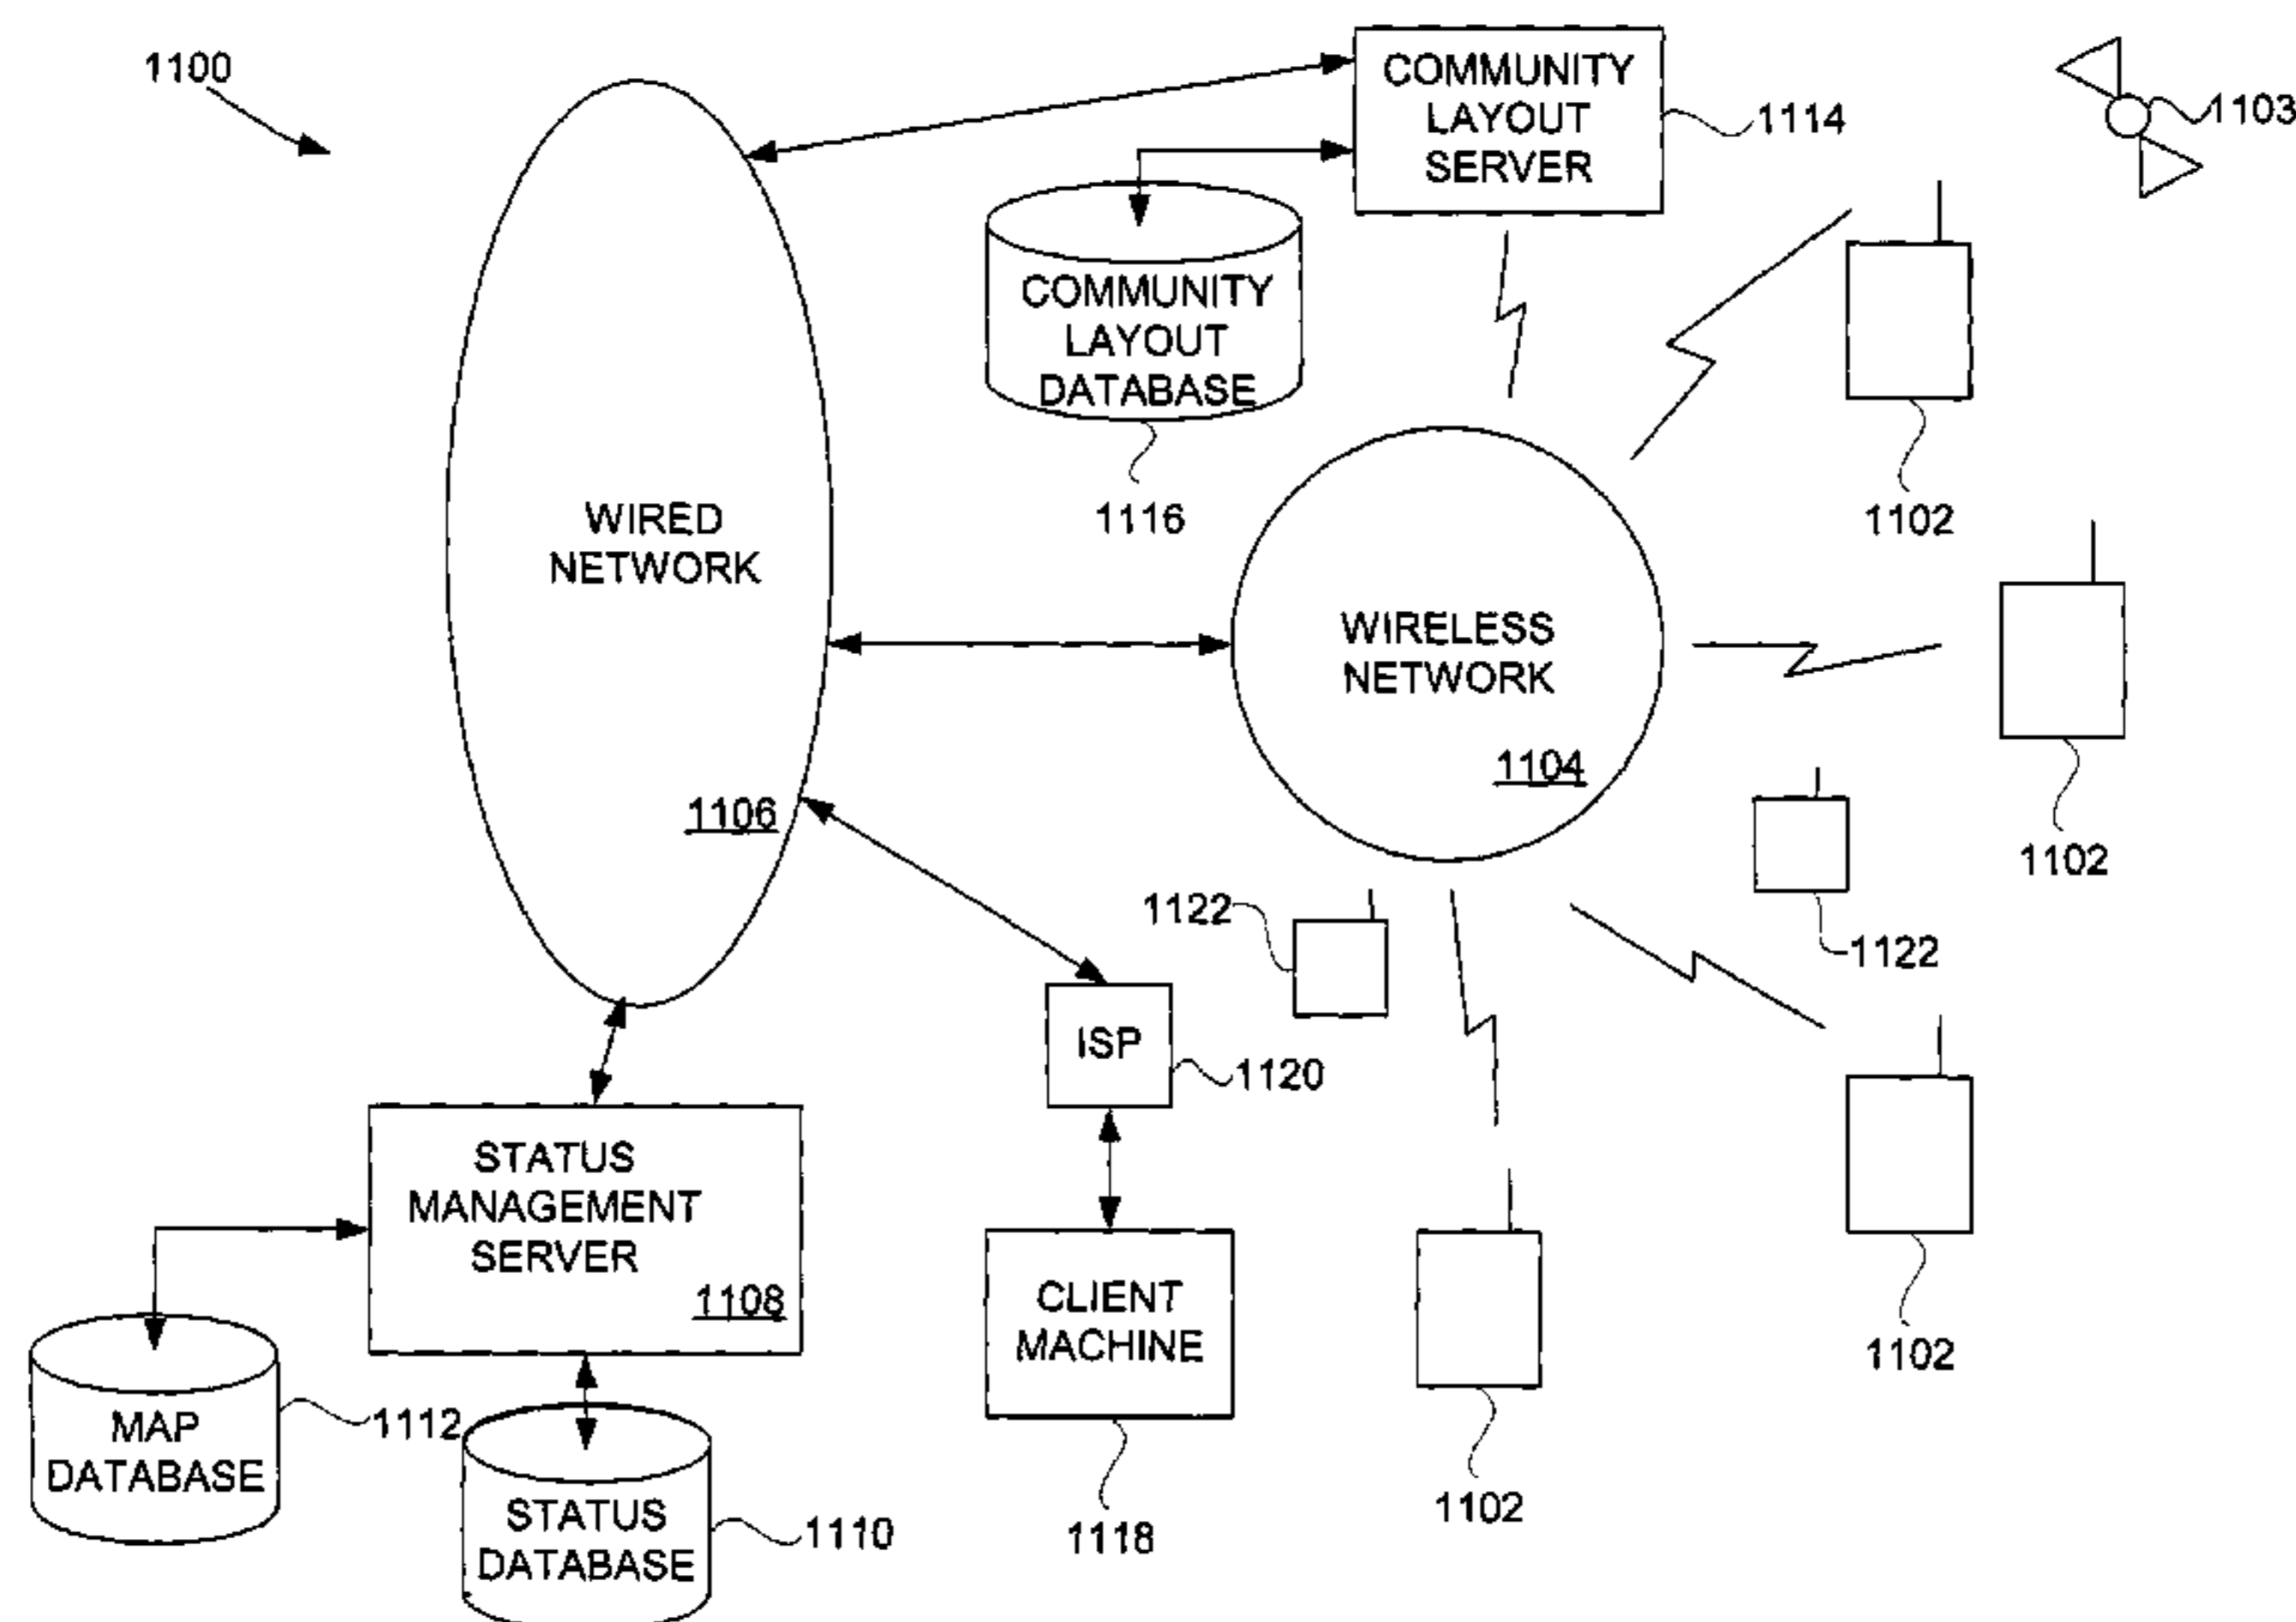 1100
COMMUNITY
LAYOUT
SERVER
1114
1103
COMMUNITY
LAYOUT
DATABASE
1116
1102
WIRED
NETWORK
1106
WIRELESS
NETWORK
1104
1102
1122
1122
ISP
1120
STATUS
MANAGEMENT
SERVER
1108
CLIENT
MACHINE
1118
1102
1102
MAP
DATABASE
1112
STATUS
DATABASE
1110